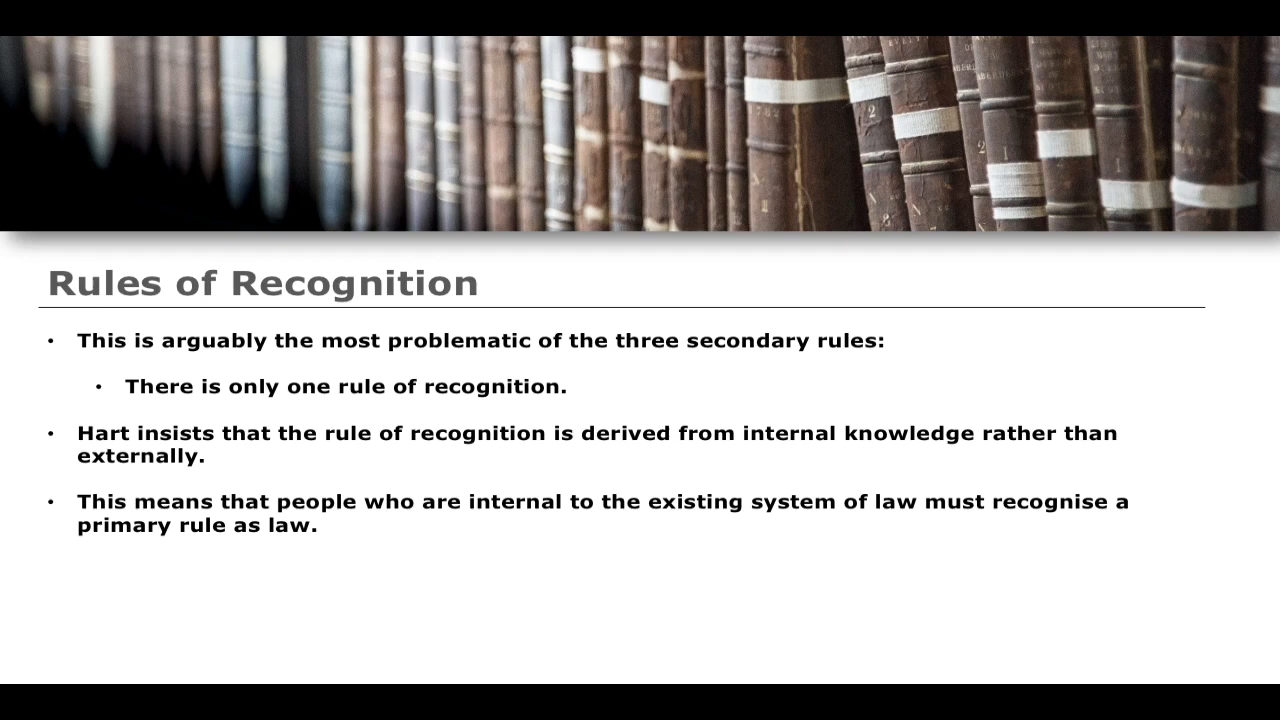 Rules of Recognition
• This is arguably the most problematic of the three secondary rules:
• There is only one rule of recognition.
• Hart insists that the rule of recognition is derived from internal knowledge rather than
externally.
• This means that people who are internal to the existing system of law must recognise a
primary rule as law.